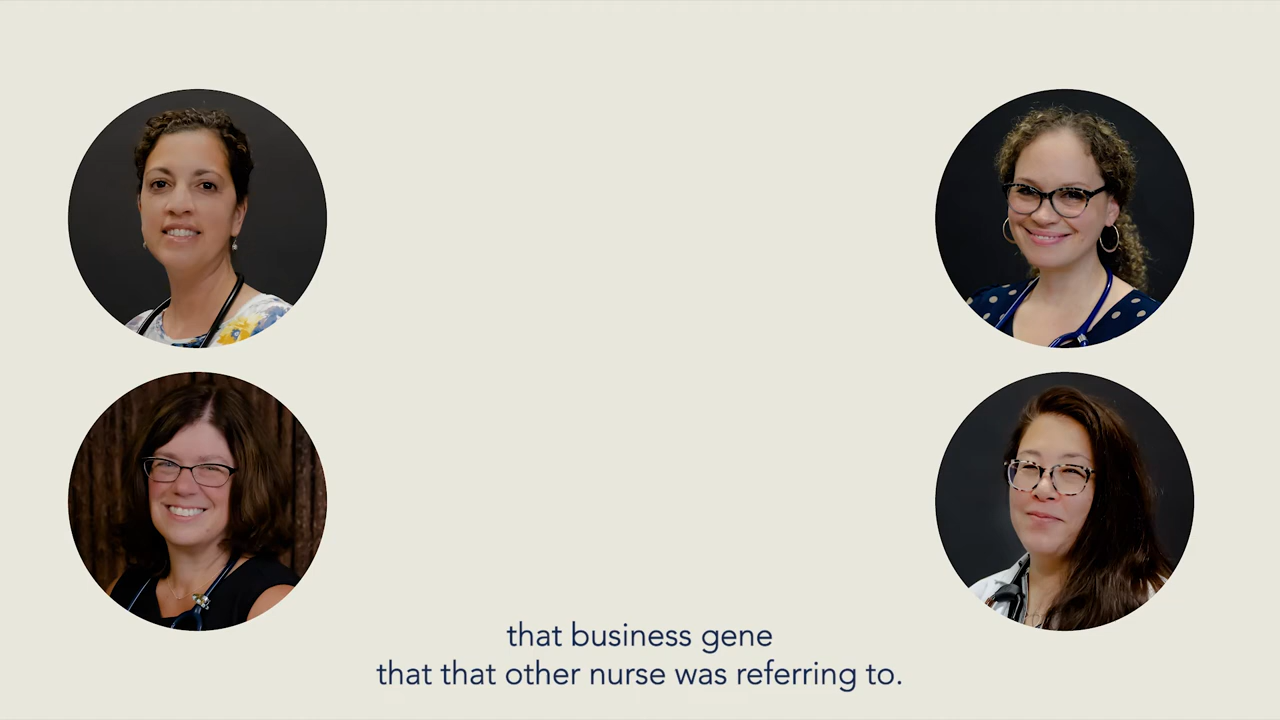 that business gene
that that other nurse was referring to.